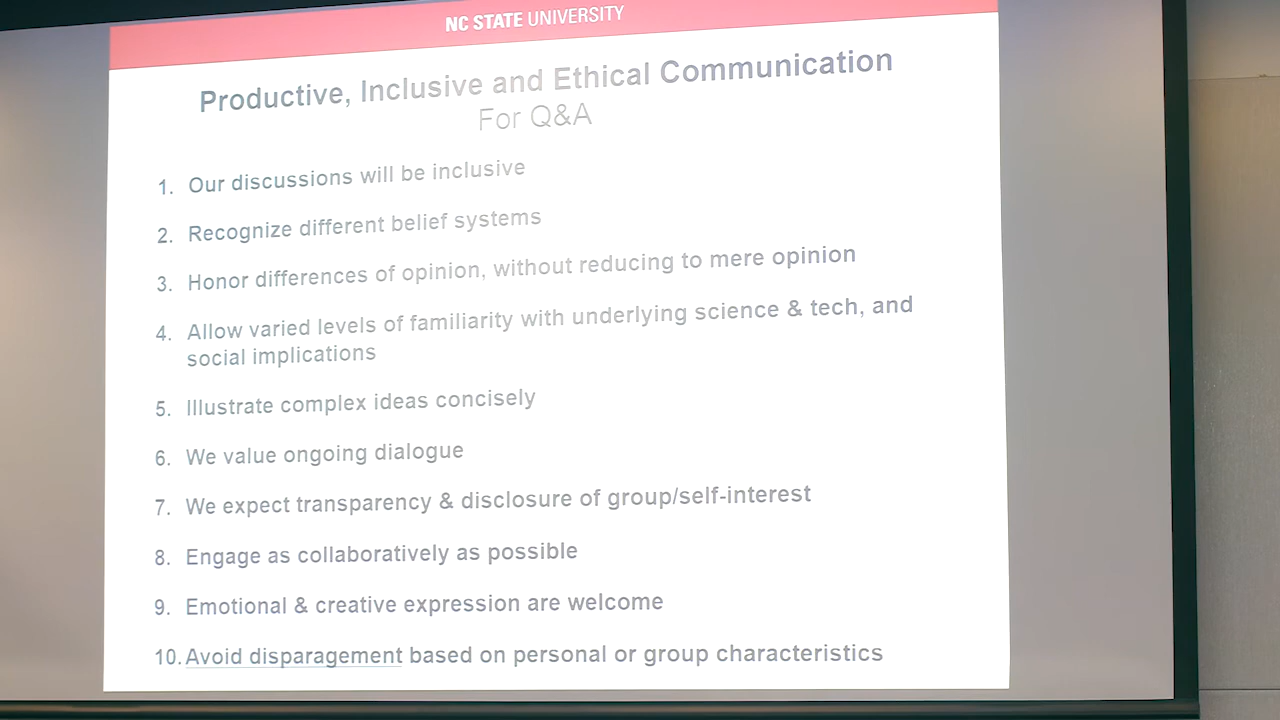 NC STATE UNIVERSITY
Productive, Inclusive and Ethical Communication
For Q&A
1. Our discussions will be inclusive
2. Recognize different belief systems
3. Honor differences of opinion, without reducing to mere opinion
4. Allow varied levels of familiarity with underlying science & tech, and
social implications
5. Illustrate complex ideas concisely
6. We value ongoing dialogue
7. We expect transparency & disclosure of group/self-interest
8. Engage as collaboratively as possible
9. Emotional & creative expression are welcome
10. Avoid disparagement based on personal or group characteristics